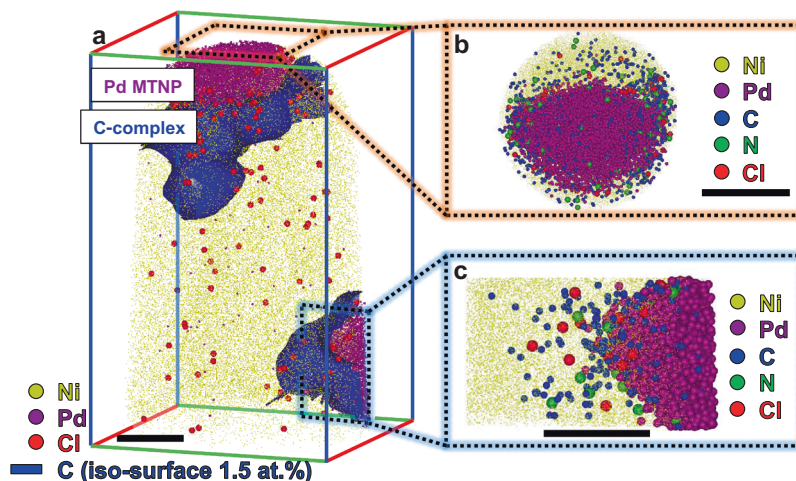 a
Pd MTNP
C-complex
Ni
Pd
Cl
C (iso-surface 1.5 at.%)
b
Ni
Pd
C
N
Cl
c
Ni
Pd
C
N
Cl